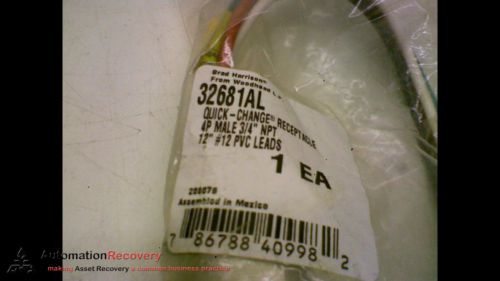 Brad Harrison®
From Woodhead
32681AL
QUICK-CHANGE® RECEPTACLE
4P MALE 3/4" NPT
12" #12 PVC LEADS
1 EA
Assembled in Mexico
7 86788 40998 2
AutomationRecovery
making Asset Recovery a common business practice